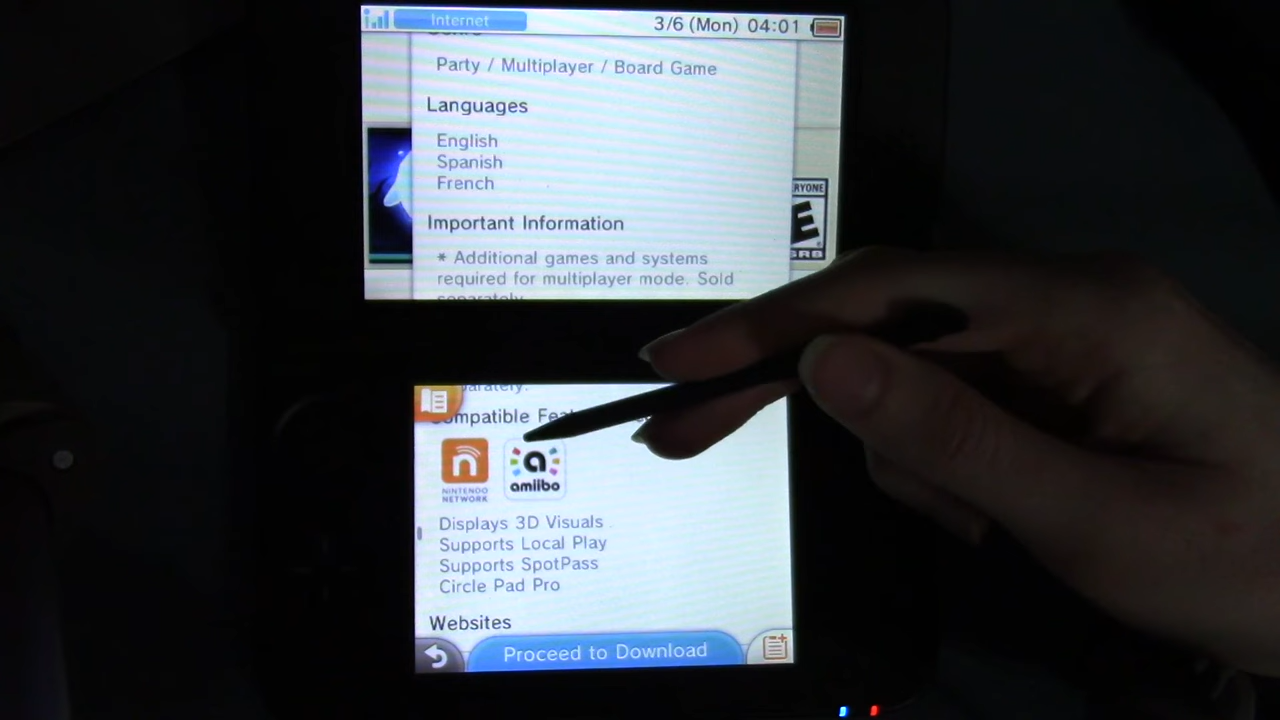 Internet 3/6 (Mon) 04:01
Party / Multiplayer / Board Game
Languages
English
Spanish
French
Important Information
* Additional games and systems
required for multiplayer mode. Sold
separately.
E
parately.
Compatible
n
NINTENDO
NETWORK
a
amiibo
Displays 3D Visuals
Supports Local Play
Supports SpotPass
Circle Pad Pro
Websites
Proceed to Download